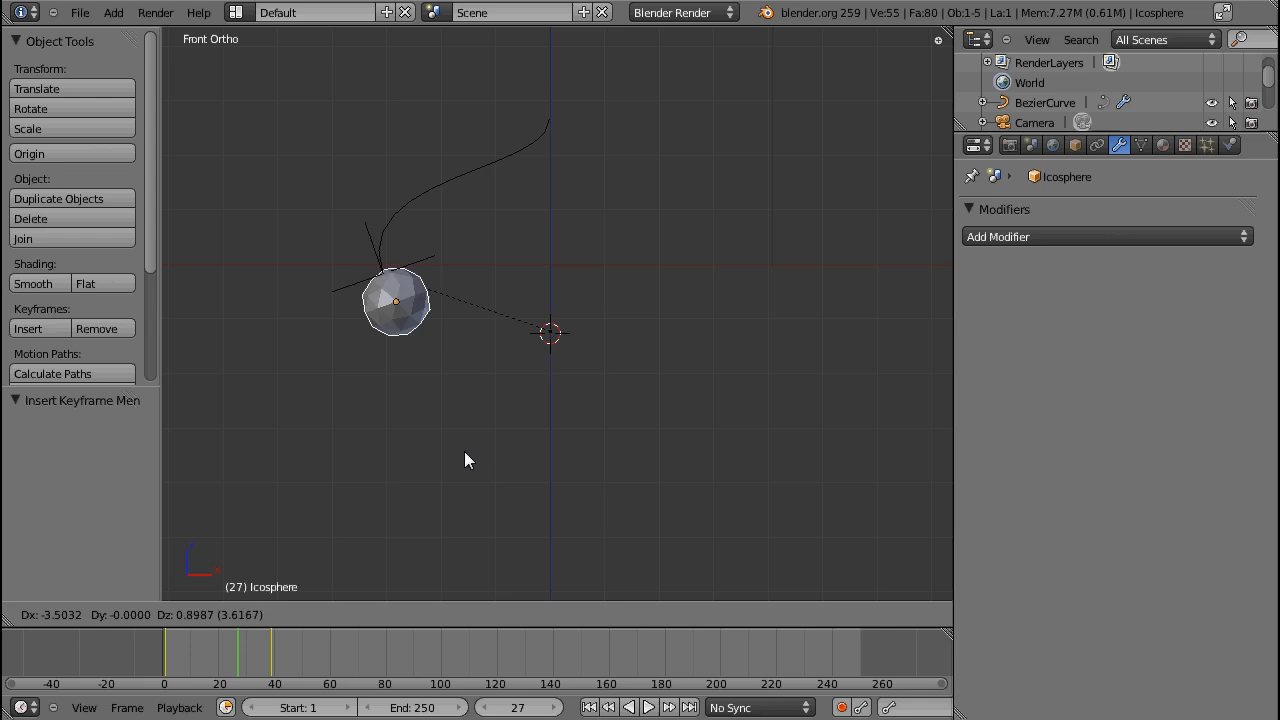 File Add Render Help Default Scene Blender Render blender.org 259 | Ve:55 | Fa:80 | Ob:1-5 | La:1 | Mem:7.27M (0.61M) | Icosphere
Object Tools
Transform:
Translate
Rotate
Scale
Origin
Object:
Duplicate Objects
Delete
Join
Shading:
Smooth Flat
Keyframes:
Insert Remove
Motion Paths:
Calculate Paths
Insert Keyframe Men
Front Ortho
(27) Icosphere
View Search All Scenes
RenderLayers
World
BezierCurve
Camera
Icosphere
Modifiers
Add Modifier
Dx: -3.5032 Dy: -0.0000 Dz: 0.8987 (3.6167)
-40 -20 0 20 40 60 80 100 120 140 160 180 200 220 240 260
View Frame Playback Start: 1 End: 250 27 No Sync